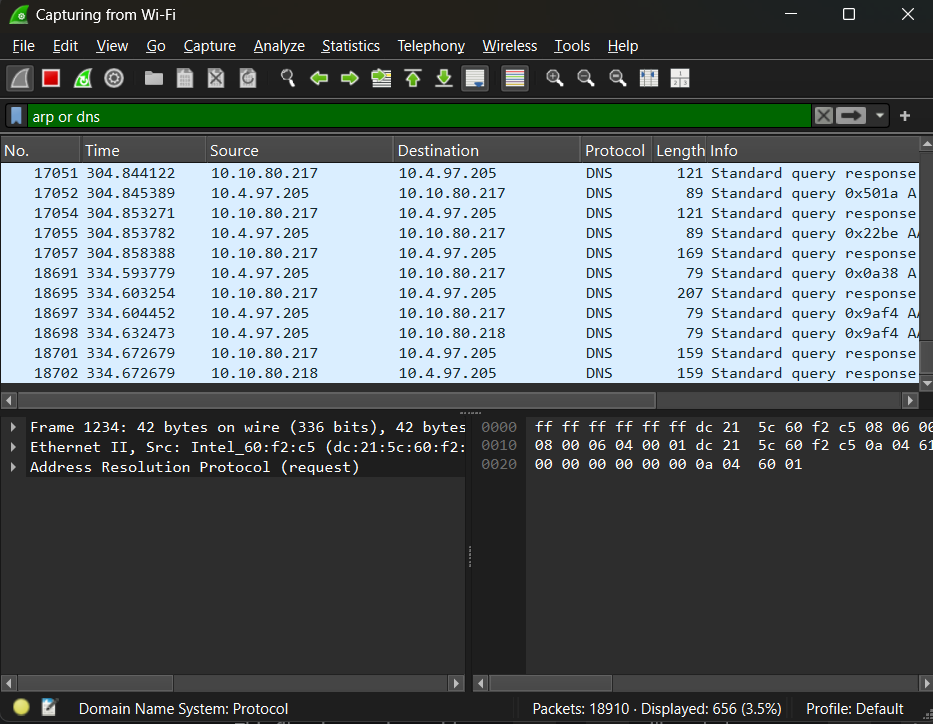 Capturing from Wi-Fi
File Edit View Go Capture Analyze Statistics Telephony Wireless Tools Help
arp or dns
No. Time Source Destination Protocol Length Info
17051 304.844122 10.10.80.217 10.4.97.205 DNS 121 Standard query response
17052 304.845389 10.4.97.205 10.10.80.217 DNS 89 Standard query 0x501a A
17054 304.853271 10.10.80.217 10.4.97.205 DNS 121 Standard query response
17055 304.853782 10.4.97.205 10.10.80.217 DNS 89 Standard query 0x22be A
17057 304.858388 10.10.80.217 10.4.97.205 DNS 169 Standard query response
18691 334.593779 10.4.97.205 10.10.80.217 DNS 79 Standard query 0x0a38 A
18695 334.603254 10.10.80.217 10.4.97.205 DNS 207 Standard query response
18697 334.604452 10.4.97.205 10.10.80.217 DNS 79 Standard query 0x9af4 A
18698 334.632473 10.4.97.205 10.10.80.218 DNS 79 Standard query 0x9af4 A
18701 334.672679 10.10.80.217 10.4.97.205 DNS 159 Standard query response
18702 334.672679 10.10.80.218 10.4.97.205 DNS 159 Standard query response
Frame 1234: 42 bytes on wire (336 bits), 42 bytes
Ethernet II, Src: Intel_60:f2:c5 (dc:21:5c:60:f2:
Address Resolution Protocol (request)
0000 ff ff ff ff ff ff dc 21 5c 60 f2 c5 08 06 00
0010 08 00 06 04 00 01 dc 21 5c 60 f2 c5 0a 04 61
0020 00 00 00 00 00 00 0a 04 60 01
Domain Name System: Protocol Packets: 18910 · Displayed: 656 (3.5%) Profile: Default